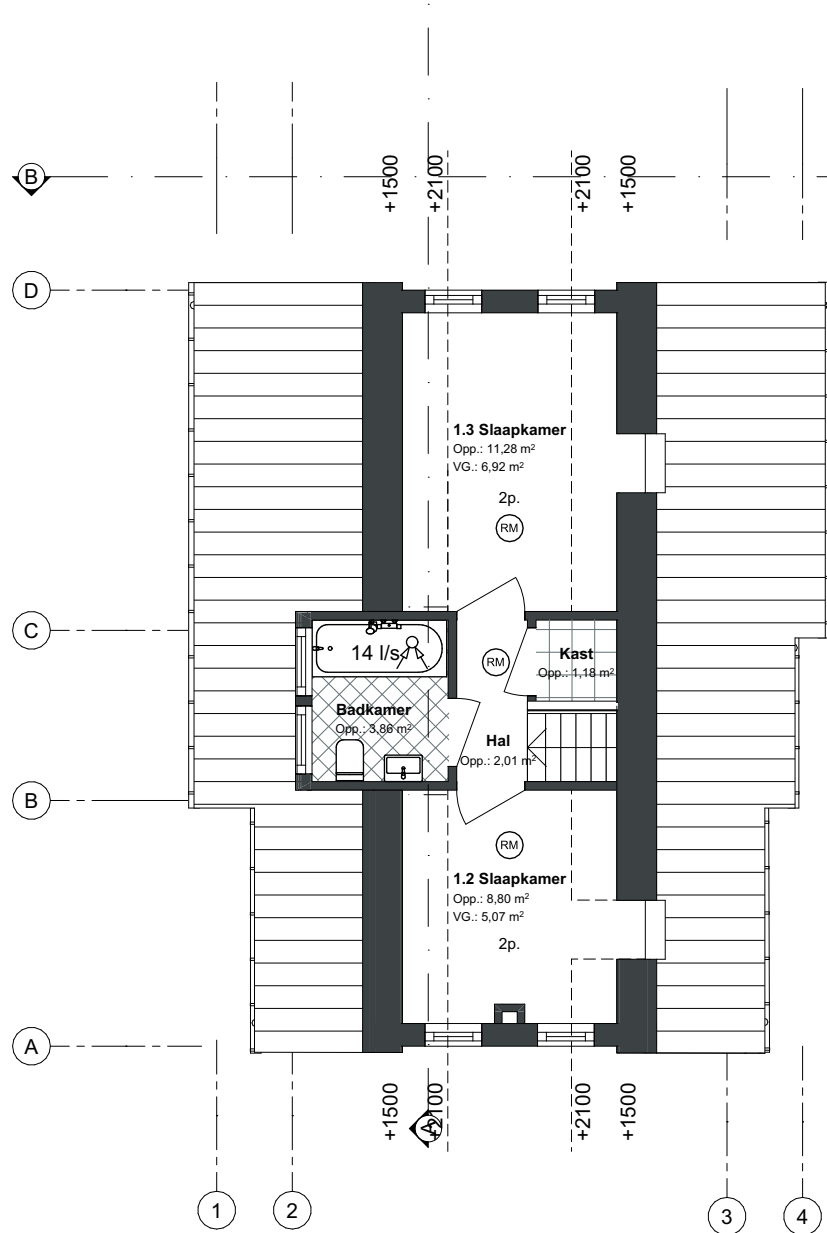 +1500
+2100
+2100
+1500
B
D
1.3 Slaapkamer
Opp.: 11,28 m²
VG.: 6,92 m²
2p.
RM
C
14 l/s
RM
Kast
Opp.: 1,18 m²
Badkamer
Opp.: 3,86 m²
Hal
Opp.: 2,01 m²
B
RM
1.2 Slaapkamer
Opp.: 8,80 m²
VG.: 5,07 m²
2p.
A
+1500
+2100
+2100
+1500
A
1
2
3
4